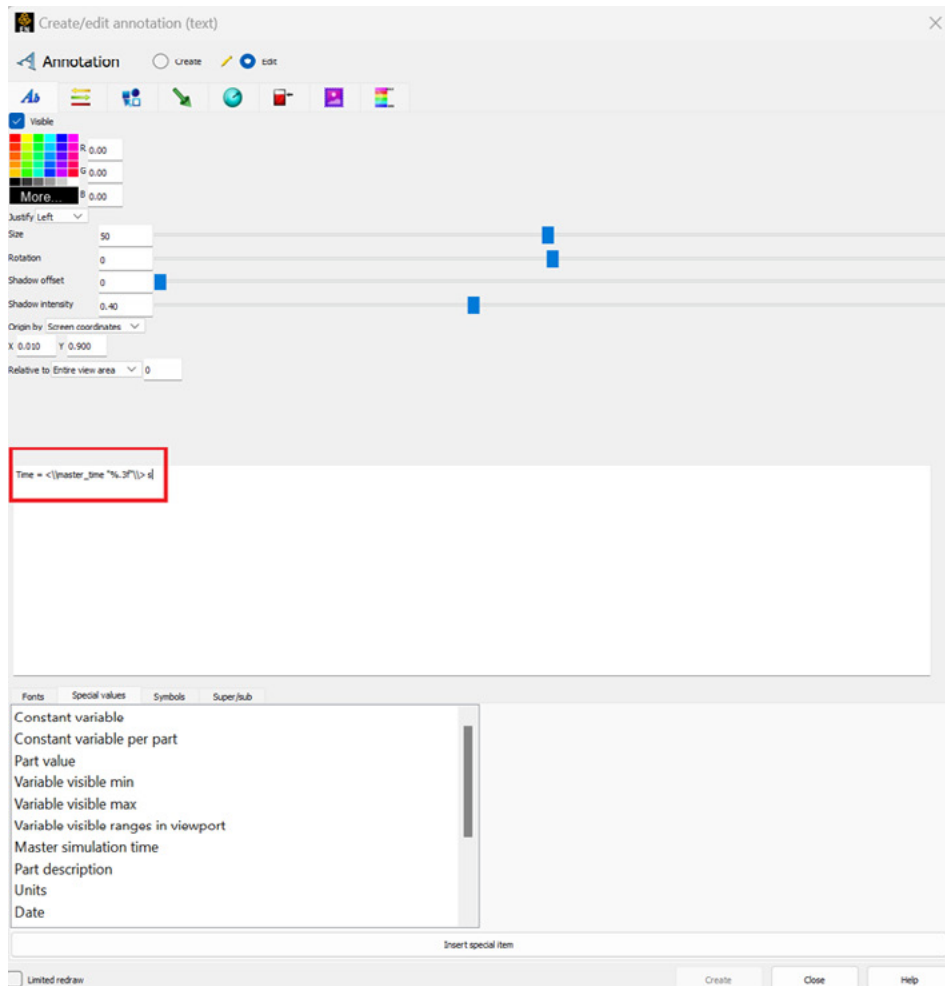 Create/edit annotation (text)
Annotation Create Edit
Visible
R 0.00
G 0.00
More... B 0.00
Justify Left
Size 50
Rotation 0
Shadow offset 0
Shadow intensity 0.40
Origin by Screen coordinates
X 0.010 Y 0.900
Relative to Entire view area 0
Time = <\\master_time "%.3f"\\> s
Fonts Special values Symbols Super/sub
Constant variable
Constant variable per part
Part value
Variable visible min
Variable visible max
Variable visible ranges in viewport
Master simulation time
Part description
Units
Date
Insert special item
Limited redraw Create Close Help